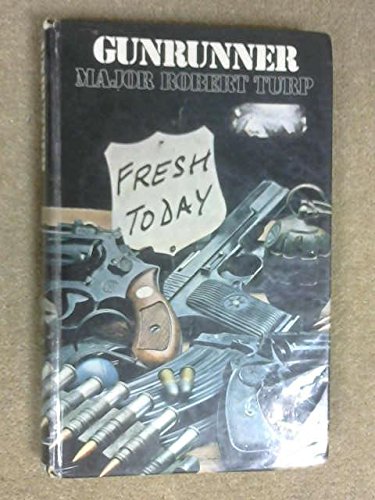 GUNRUNNER
MAJOR ROBERT TURP
FRESH
TODAY